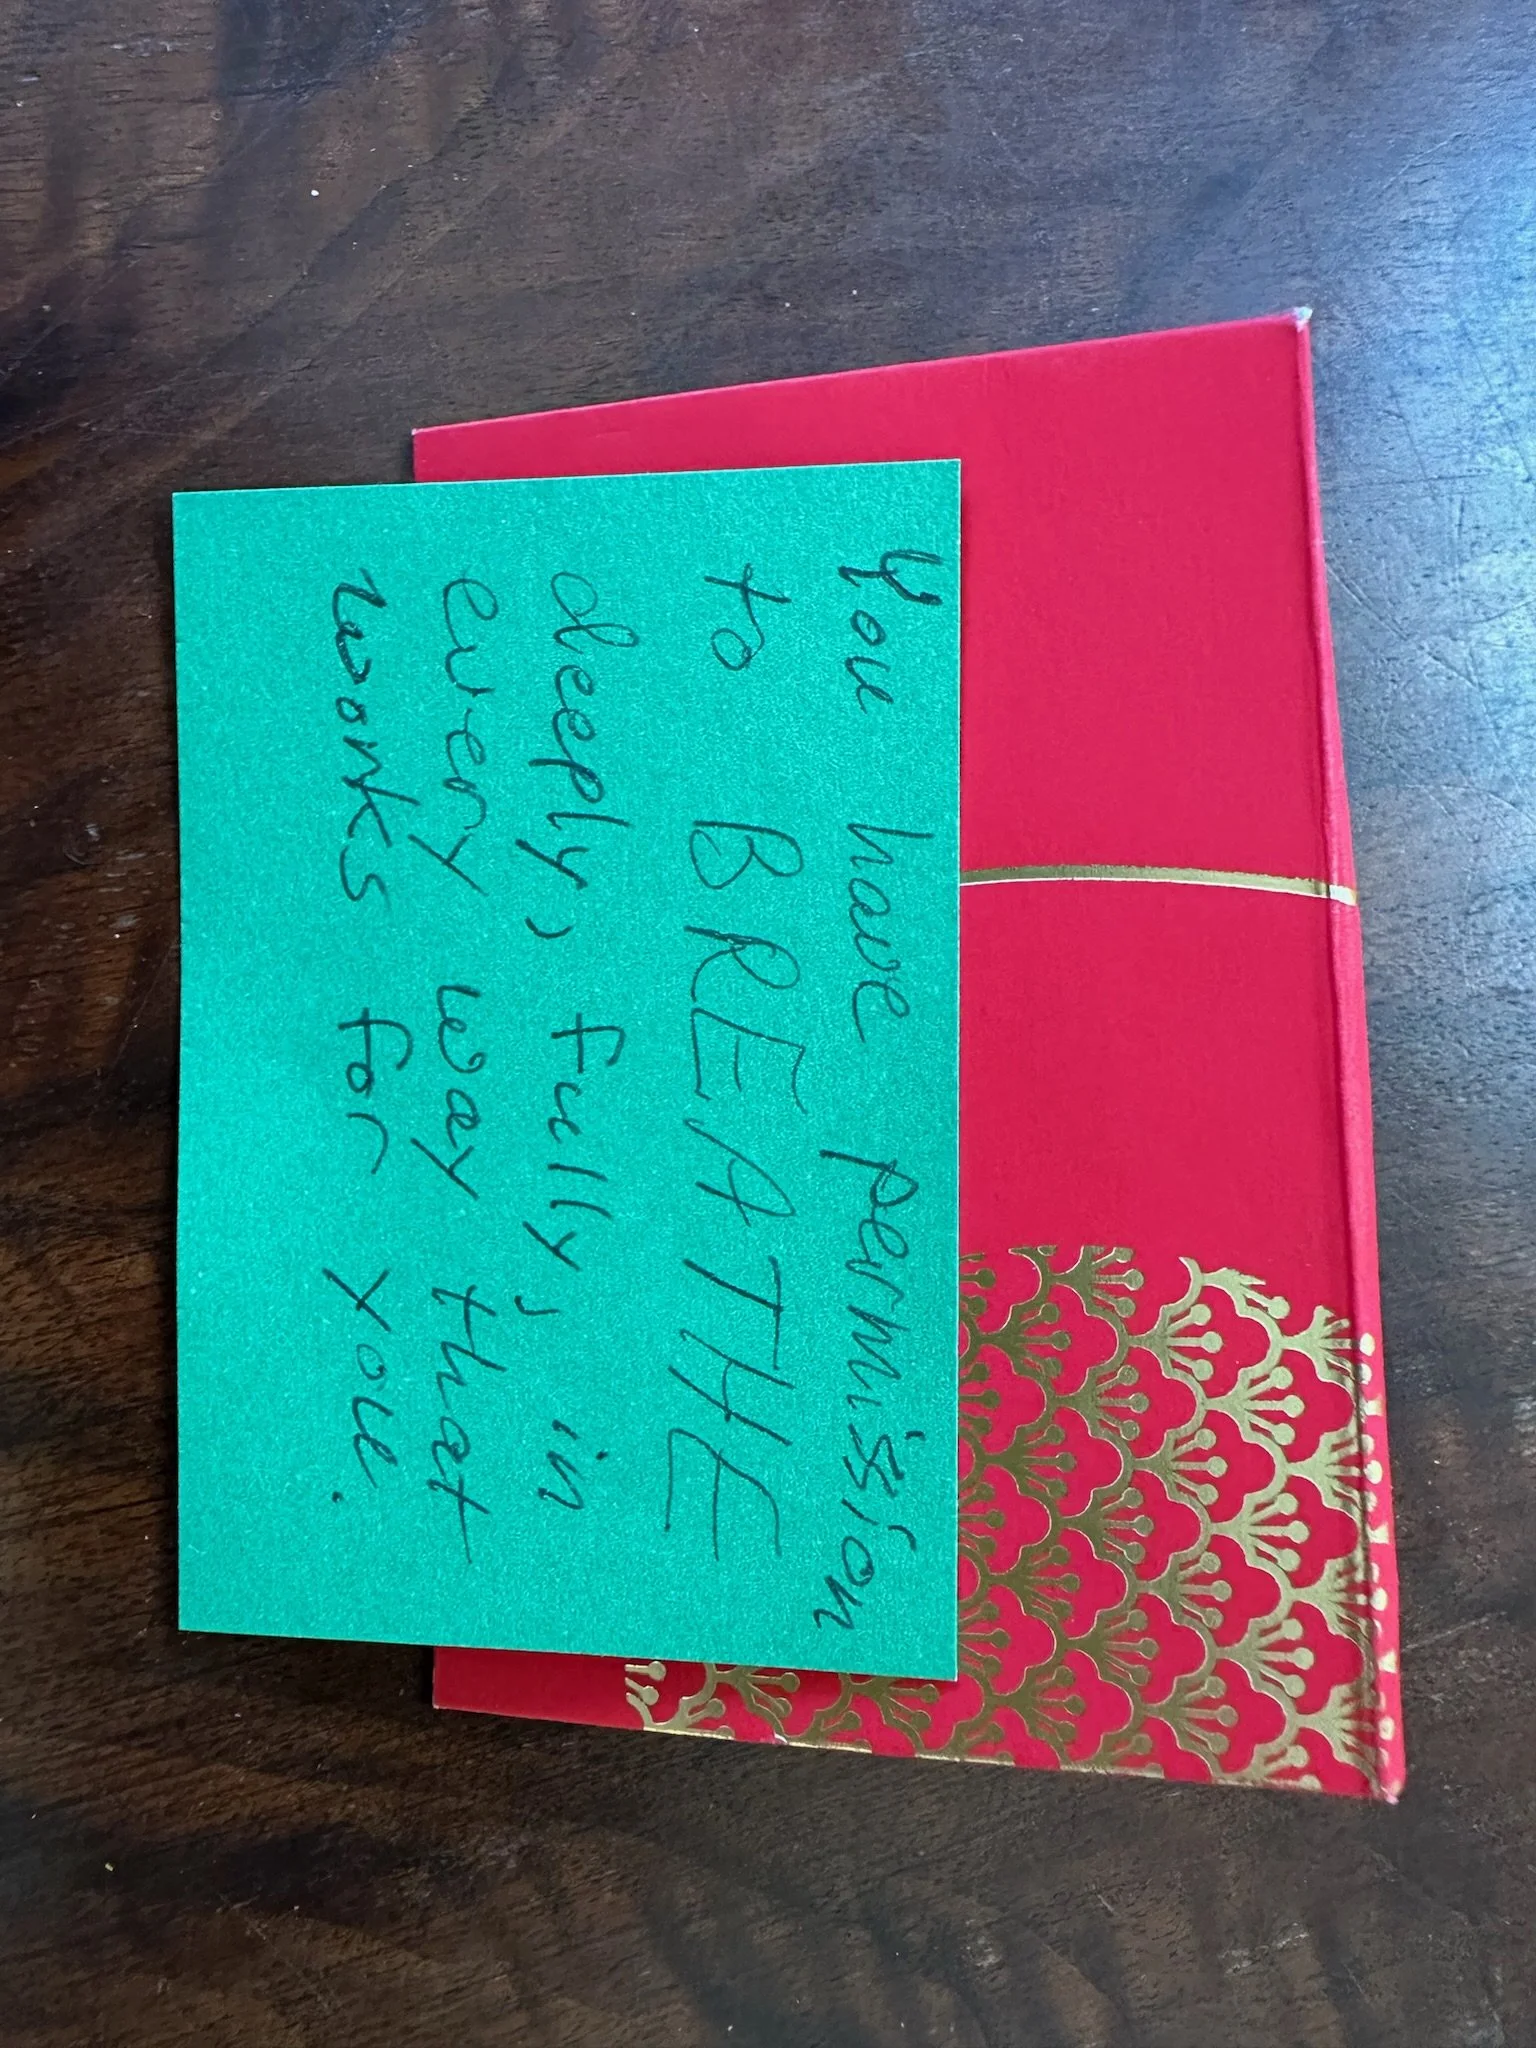 You have permission
to BREATHE
deeply, fully, in
every way that
works for you.